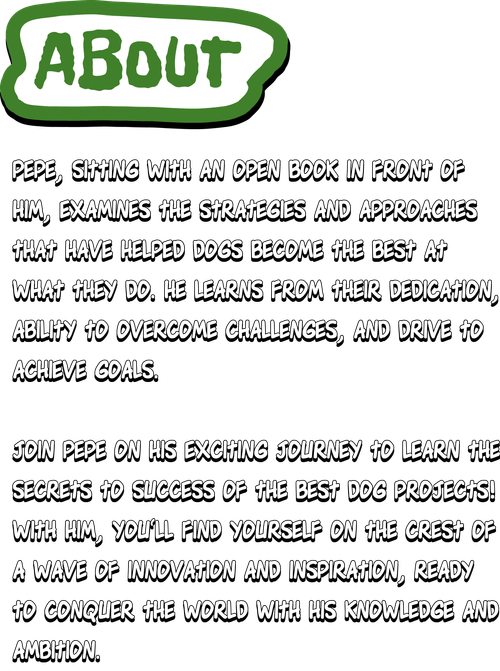 ABOUT
PEPE, SITTING WITH AN OPEN BOOK IN FRONT OF
HIM, EXAMINES THE STRATEGIES AND APPROACHES
THAT HAVE HELPED DOGS BECOME THE BEST AT
WHAT THEY DO. HE LEARNS FROM THEIR DEDICATION,
ABILITY TO OVERCOME CHALLENGES, AND DRIVE TO
ACHIEVE GOALS.
JOIN PEPE ON HIS EXCITING JOURNEY TO LEARN THE
SECRETS TO SUCCESS OF THE BEST DOG PROJECTS!
WITH HIM, YOU'LL FIND YOURSELF ON THE CREST OF
A WAVE OF INNOVATION AND INSPIRATION, READY
TO CONQUER THE WORLD WITH HIS KNOWLEDGE AND
AMBITION.